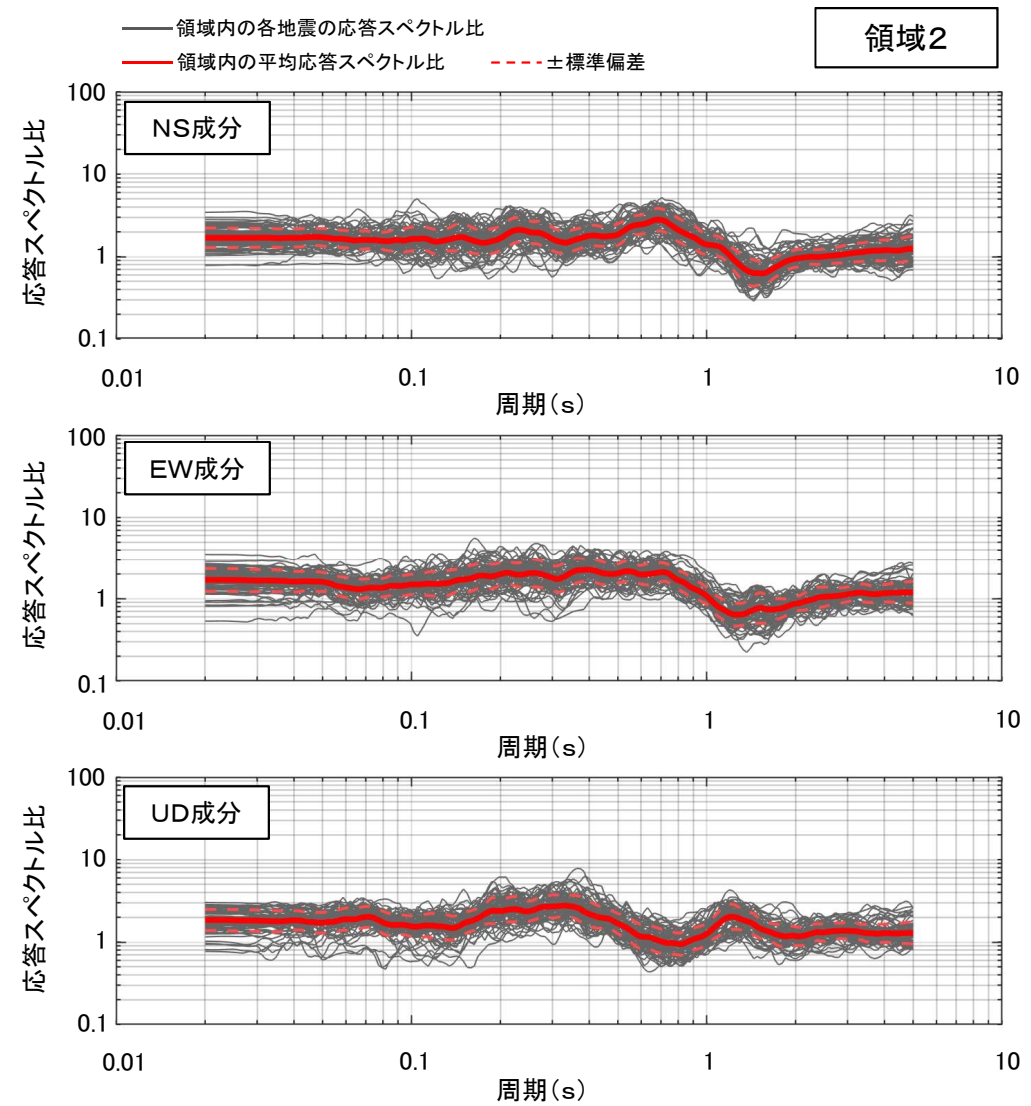 領域内の各地震の応答スペクトル比
領域内の平均応答スペクトル比 ±標準偏差
領域2
NS成分
応答スペクトル比
100
10
1
0.1
0.01 0.1 1 10
周期(s)
EW成分
応答スペクトル比
100
10
1
0.1
0.01 0.1 1 10
周期(s)
UD成分
応答スペクトル比
100
10
1
0.1
0.01 0.1 1 10
周期(s)